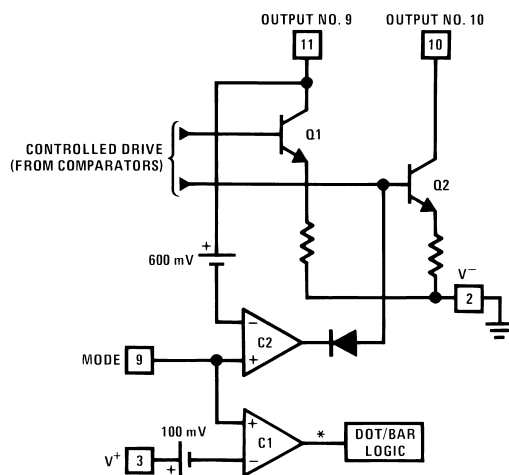 OUTPUT NO. 9
OUTPUT NO. 10
11
10
Q1
CONTROLLED DRIVE
(FROM COMPARATORS)
Q2
+
600 mV
V−
2
−
C2
+
MODE
9
+
100 mV
C1
*
DOT/BAR
LOGIC
V+
3
−
+